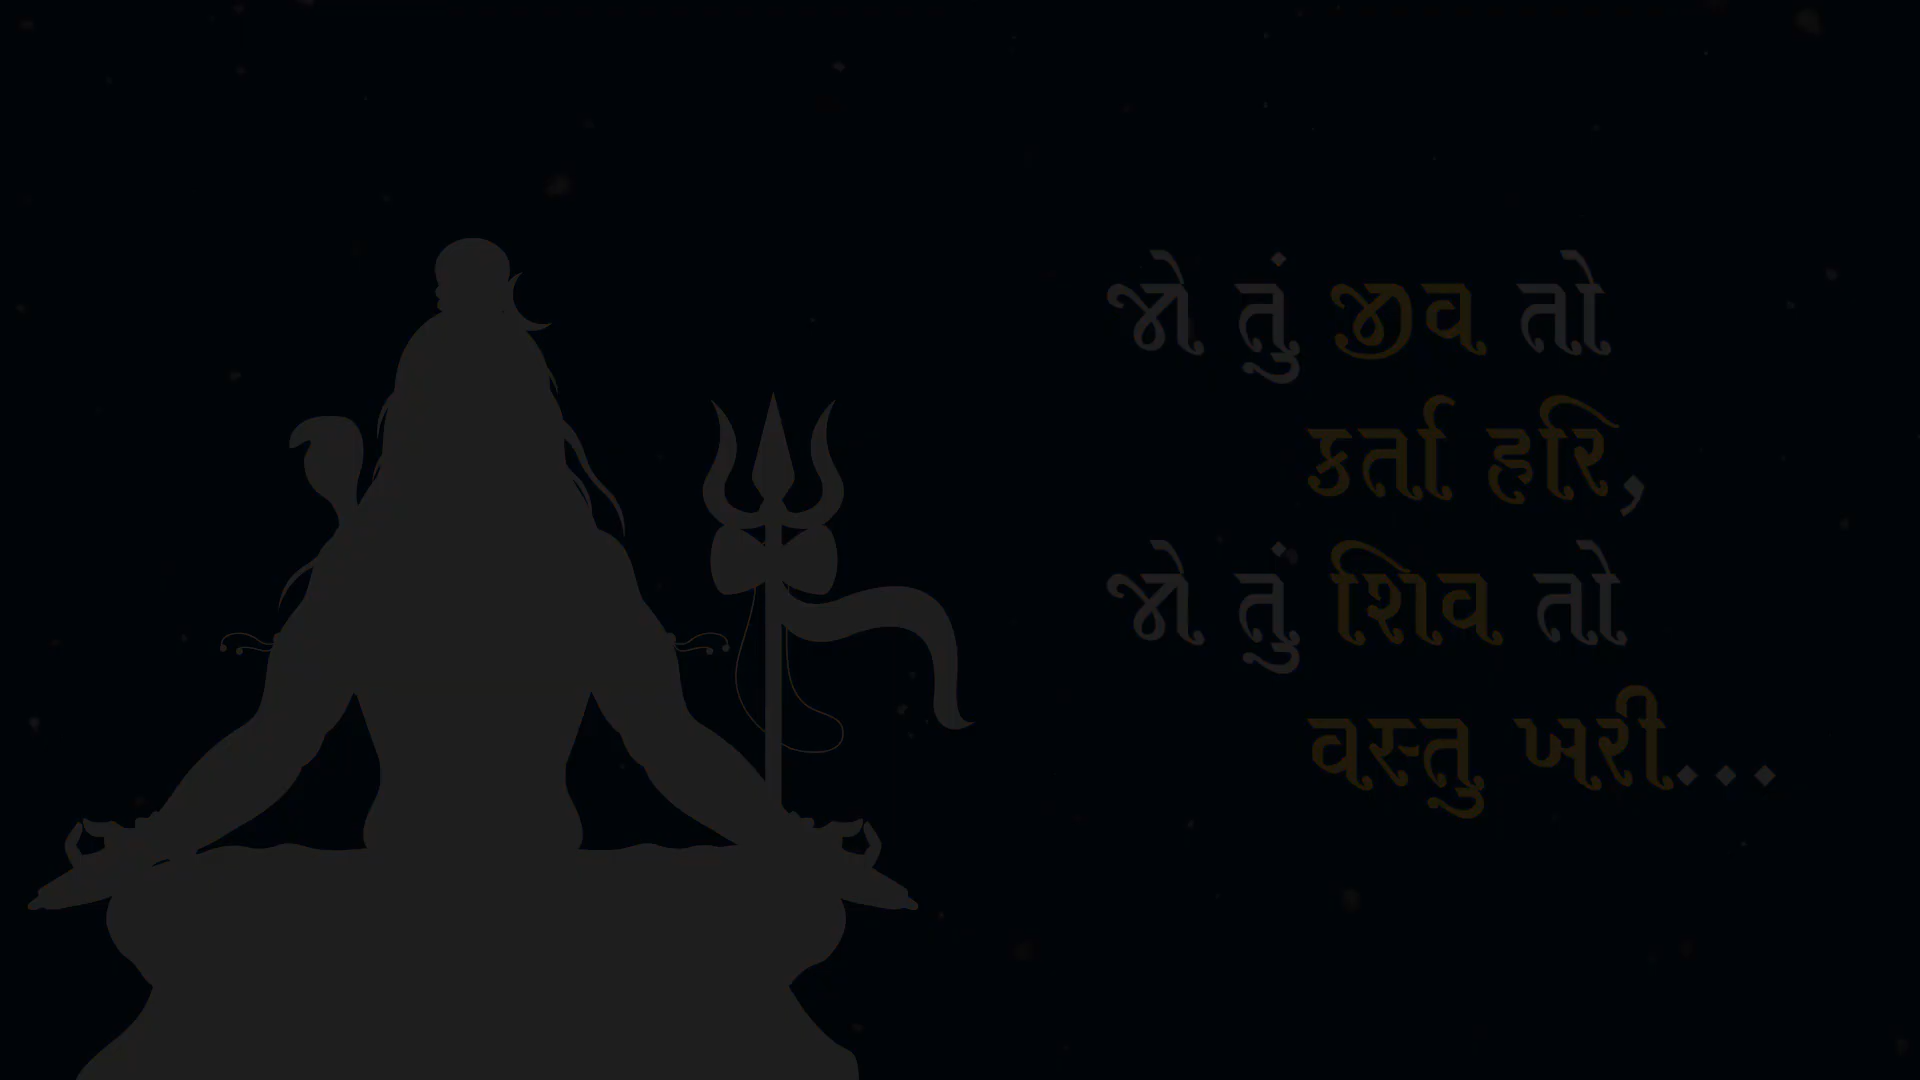 જો તું જીવ તો
કર્તા હરિ,
જો તું શિવ તો
વસ્તુ ખરી...